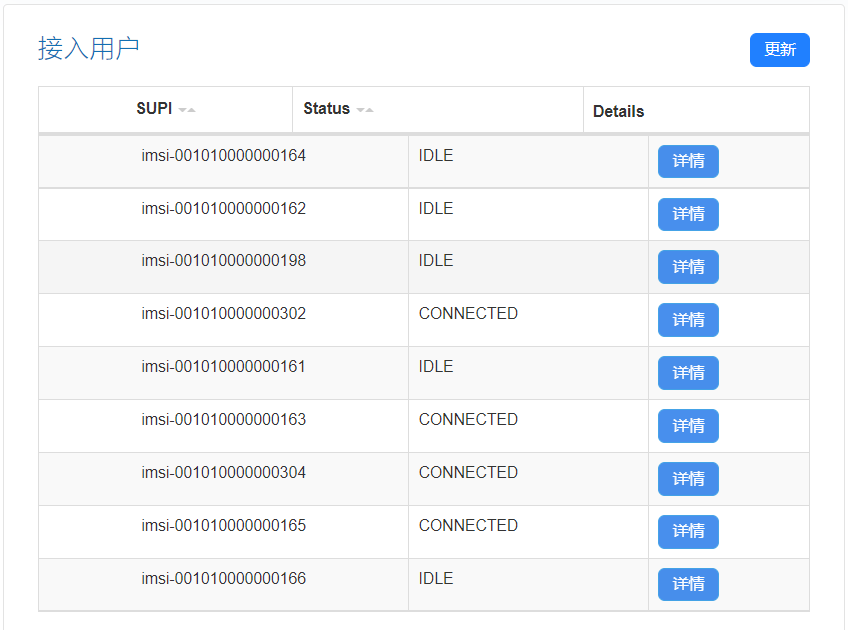 接入用户
更新
SUPI Status Details
imsi-001010000000164 IDLE 详情
imsi-001010000000162 IDLE 详情
imsi-001010000000198 IDLE 详情
imsi-001010000000302 CONNECTED 详情
imsi-001010000000161 IDLE 详情
imsi-001010000000163 CONNECTED 详情
imsi-001010000000304 CONNECTED 详情
imsi-001010000000165 CONNECTED 详情
imsi-001010000000166 IDLE 详情